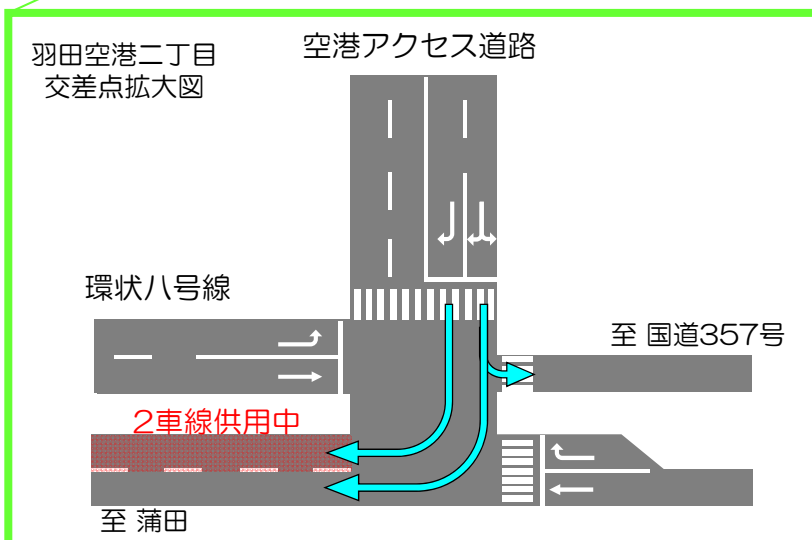 羽田空港二丁目
交差点拡大図
空港アクセス道路
環状八号線
至 国道357号
2車線供用中
至 蒲田